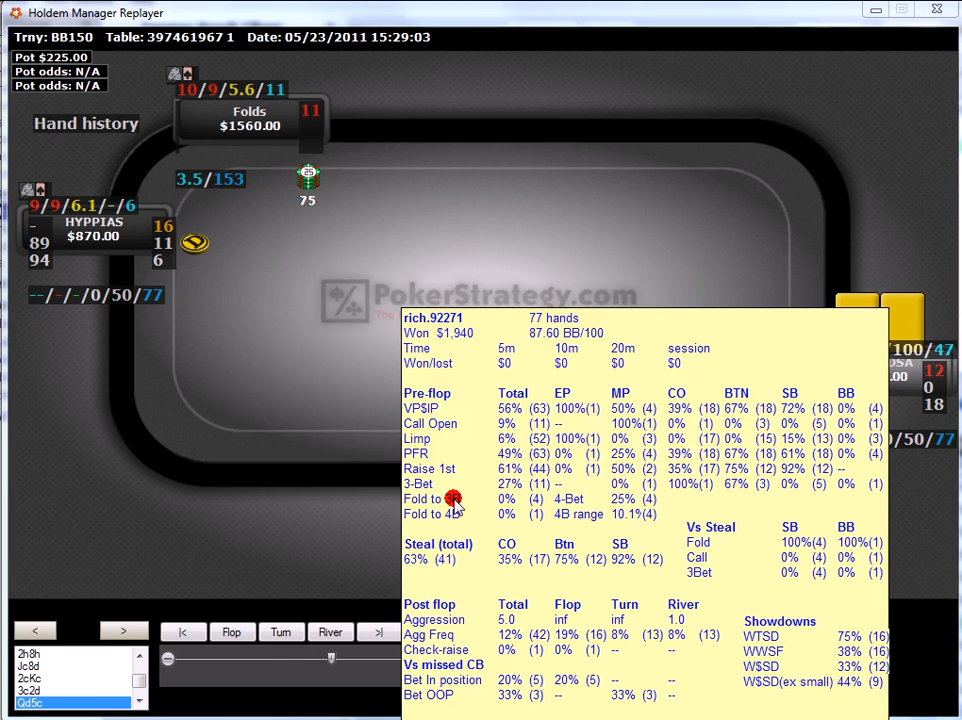 Holdem Manager Replayer
Trny: BB150 Table: 397461967 1 Date: 05/23/2011 15:29:03
Pot $225.00
Pot odds: N/A
Pot odds: N/A
10/9/5.6/11
Folds 11
$1560.00
Hand history
3.5/153
25
75
9/9/6.1/-/6
HYPPIAS 16
- $870.00 11
89
94 6
--/-/-/0/50/77
PokerStrategy.com
/100/47
OSA 12
.00 0
18
0/50/77
rich.92271 77 hands
Won $1,940 87.60 BB/100
Time 5m 10m 20m session
Won/lost $0 $0 $0 $0
Pre-flop Total EP MP CO BTN SB BB
VP$IP 56% (63) 100%(1) 50% (4) 39% (18) 67% (18) 72% (18) 0% (4)
Call Open 9% (11) -- 100%(1) 0% (1) 0% (3) 0% (5) 0% (1)
Limp 6% (52) 100%(1) 0% (3) 0% (17) 0% (15) 15% (13) 0% (3)
PFR 49% (63) 0% (1) 25% (4) 39% (18) 67% (18) 61% (18) 0% (4)
Raise 1st 61% (44) 0% (1) 50% (2) 35% (17) 75% (12) 92% (12) --
3-Bet 27% (11) -- 0% (1) 100%(1) 67% (3) 0% (5) 0% (1)
Fold to 3B 0% (4) 4-Bet 25% (4)
Fold to 4B 0% (1) 4B range 10.1%(4)
Vs Steal SB BB
Fold 100%(4) 100%(1)
Call 0% (4) 0% (1)
3Bet 0% (4) 0% (1)
Steal (total) CO Btn SB
63% (41) 35% (17) 75% (12) 92% (12)
Post flop Total Flop Turn River
Aggression 5.0 inf inf 1.0
Agg Freq 12% (42) 19% (16) 8% (13) 8% (13)
Check-raise 0% (1) 0% (1) -- --
Vs missed CB
Bet In position 20% (5) 20% (5) -- --
Bet OOP 33% (3) -- 33% (3) --
Showdowns
WTSD 75% (16)
WWSF 38% (16)
W$SD 33% (12)
W$SD(ex small) 44% (9)
< > |< Flop Turn River >|
2h8h
Jc8d
2cKc
3c2d
Qd5c